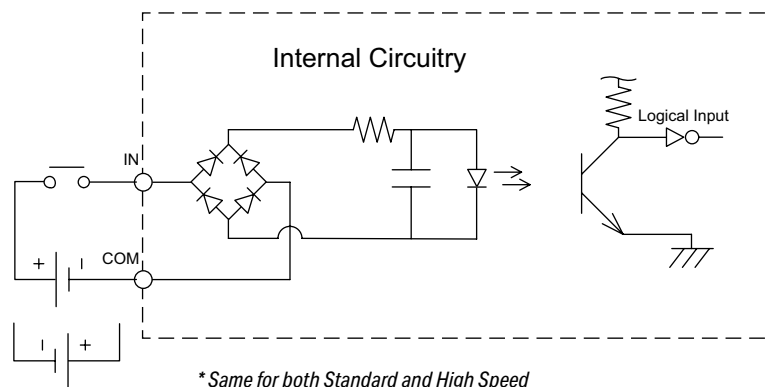 Internal Circuitry
Logical Input
IN
COM
+ –
– +
* Same for both Standard and High Speed